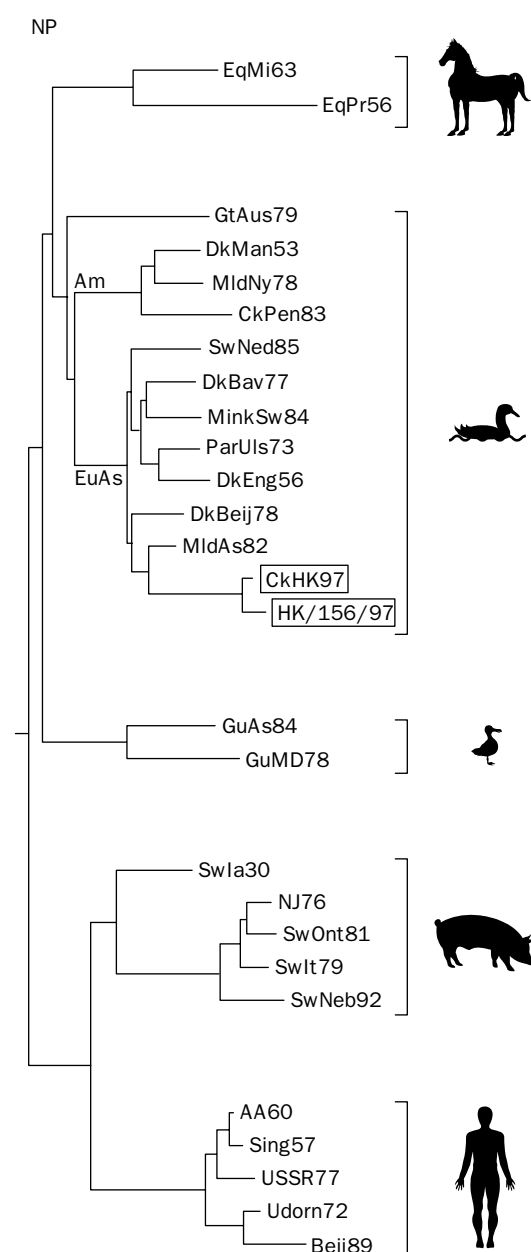 NP
EqMi63
EqPr56
GtAus79
DkMan53
Am
MldNy78
CkPen83
SwNed85
DkBav77
MinkSw84
ParUls73
EuAs
DkEng56
DkBeij78
MldAs82
CkHK97
HK/156/97
GuAs84
GuMD78
SwIa30
NJ76
SwOnt81
SwIt79
SwNeb92
AA60
Sing57
USSR77
Udorn72
Beij89